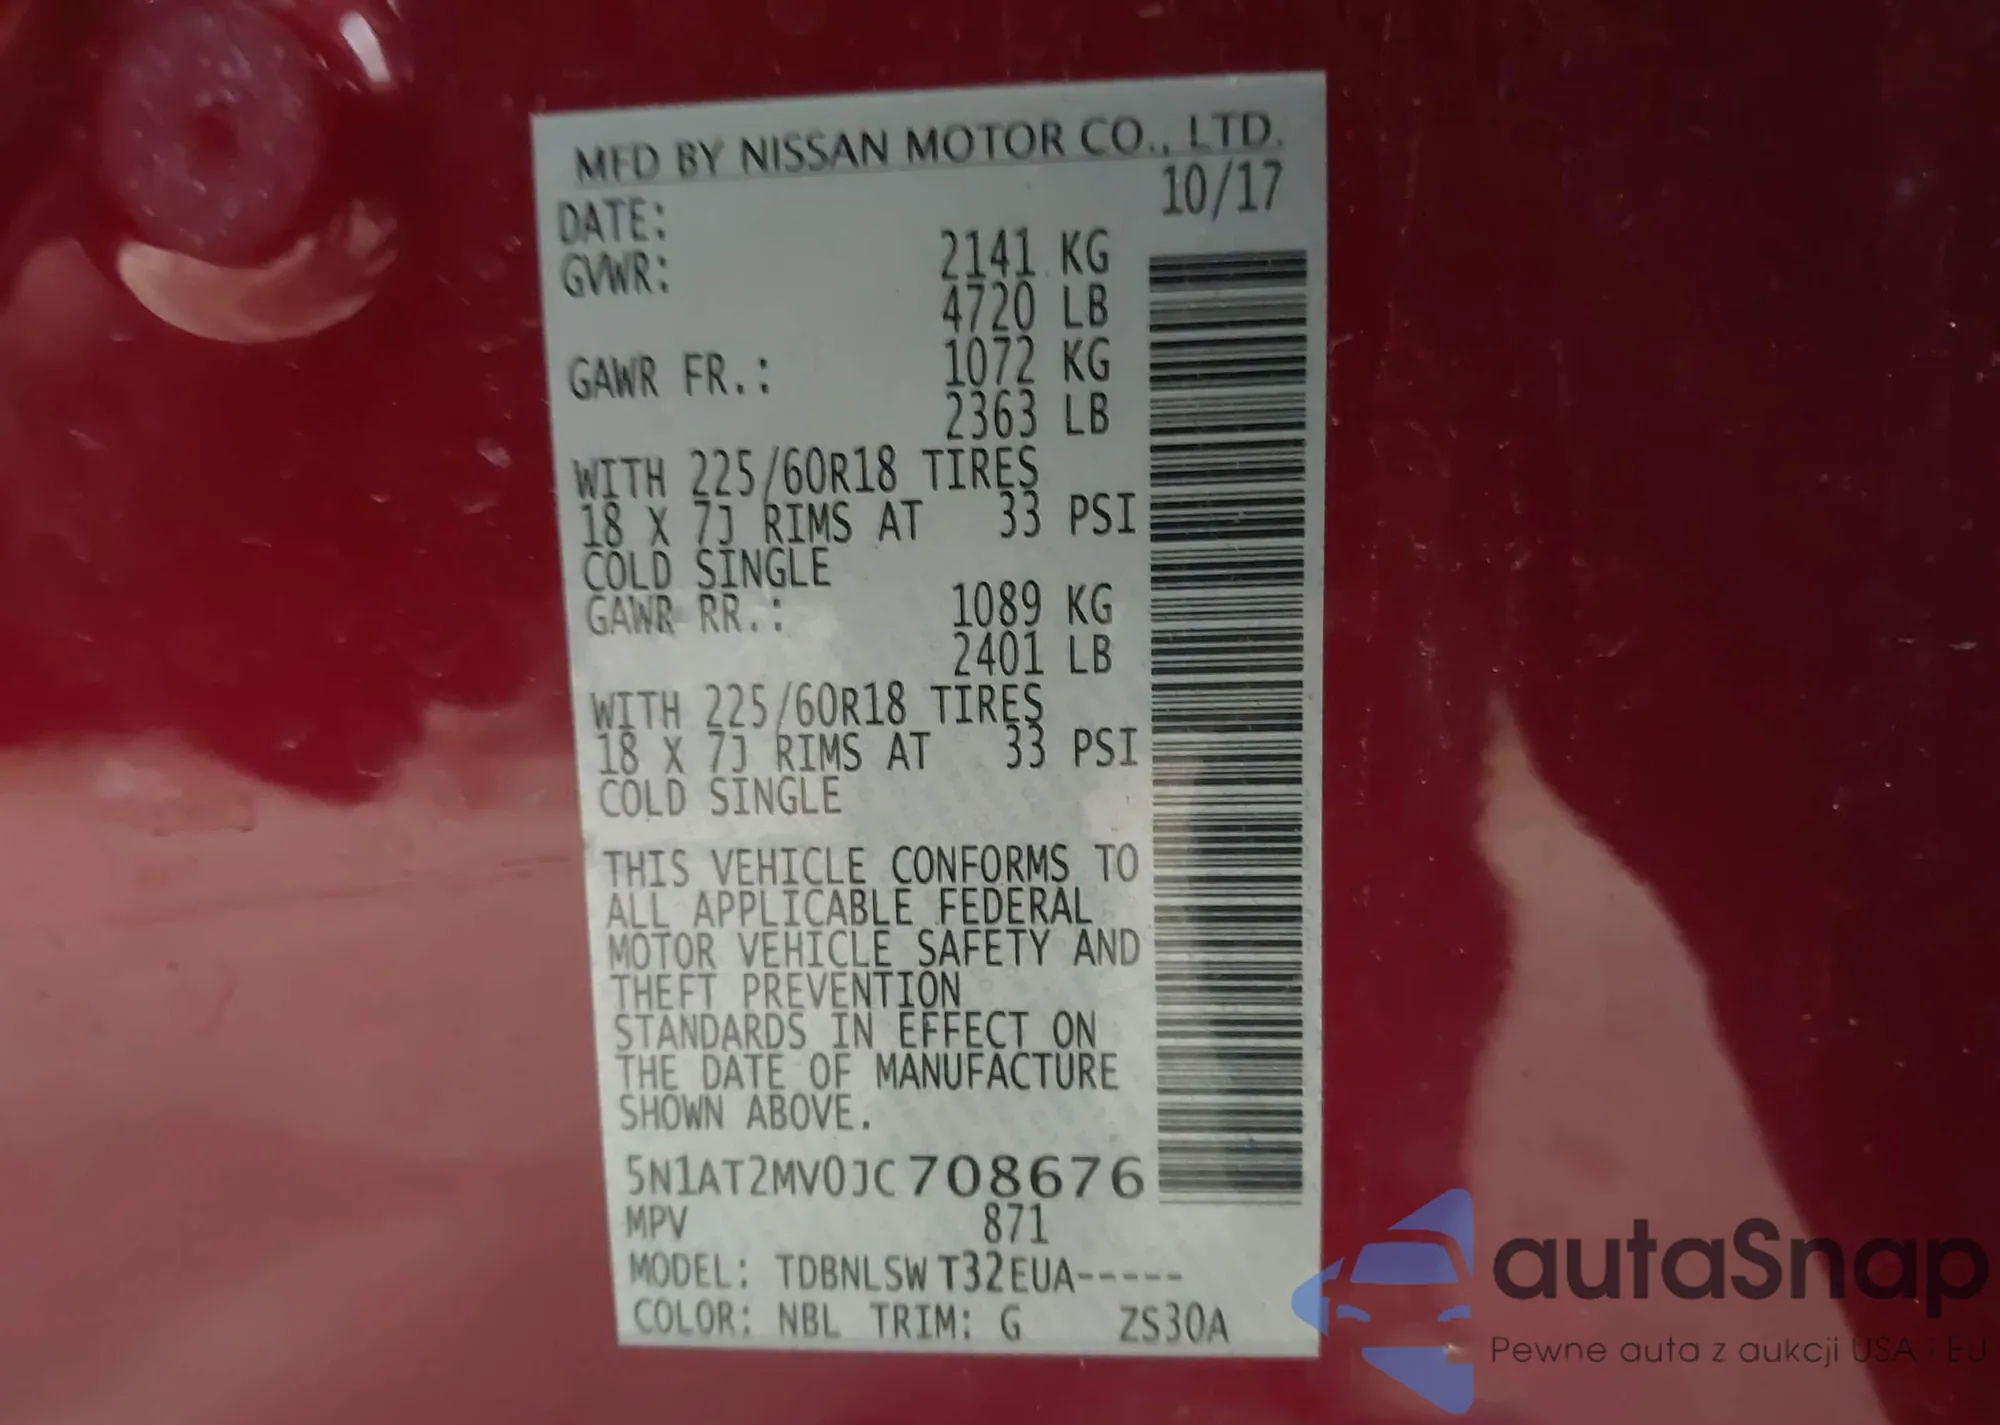 MFD BY NISSAN MOTOR CO., LTD.
DATE: 10/17
GVWR: 2141 KG
4720 LB
GAWR FR.: 1072 KG
2363 LB
WITH 225/60R18 TIRES
18 X 7J RIMS AT 33 PSI
COLD SINGLE
GAWR RR.: 1089 KG
2401 LB
WITH 225/60R18 TIRES
18 X 7J RIMS AT 33 PSI
COLD SINGLE
THIS VEHICLE CONFORMS TO
ALL APPLICABLE FEDERAL
MOTOR VEHICLE SAFETY AND
THEFT PREVENTION
STANDARDS IN EFFECT ON
THE DATE OF MANUFACTURE
SHOWN ABOVE.
5N1AT2MV0JC708676
MPV 871
MODEL: TDBNLSW T32EUA-----
COLOR: NBL TRIM: G ZS30A
autaSnap
Pewne auta z aukcji USA i EU